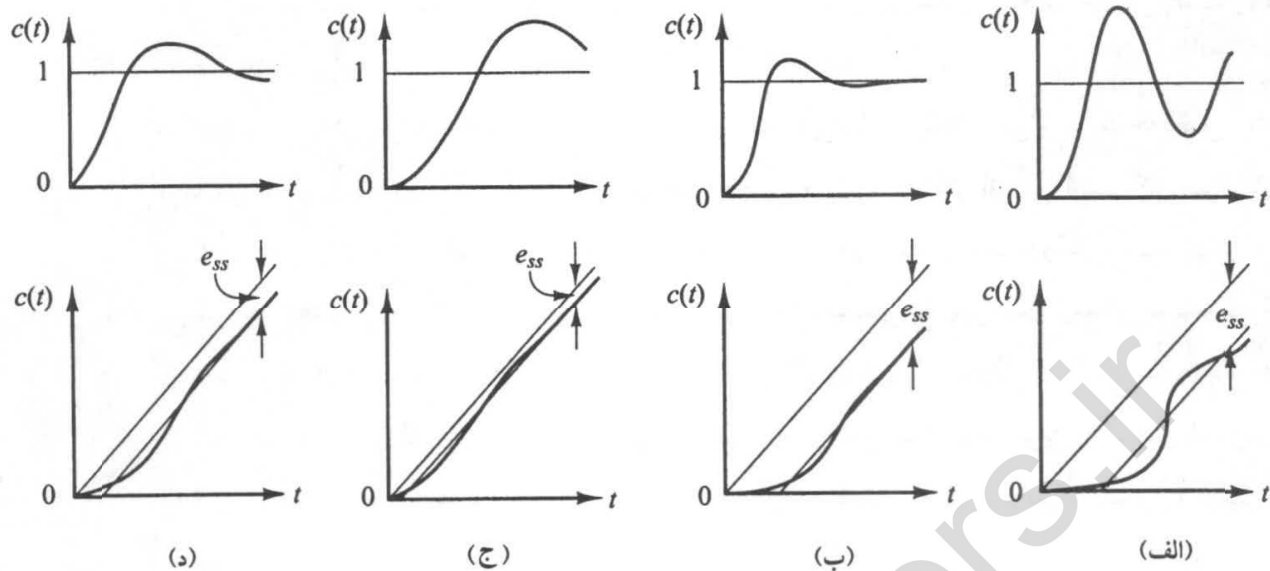 c(t) c(t) c(t) c(t)
1 1 1 1
0 t 0 t 0 t 0 t
e_ss e_ss
c(t) c(t) c(t) c(t)
e_ss e_ss
0 t 0 t 0 t 0 t
(د) (ج) (ب) (الف)